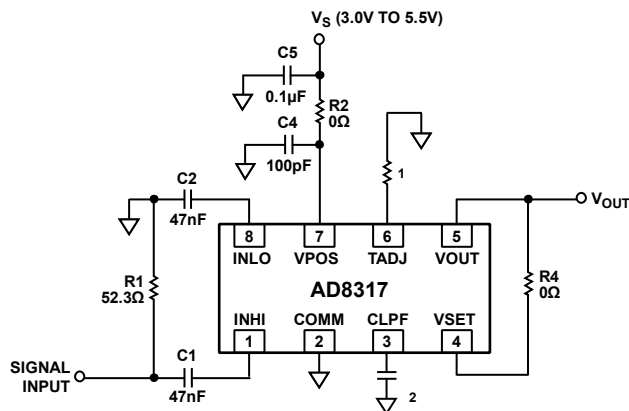 VS (3.0V TO 5.5V)
C5
0.1µF
R2
0Ω
C4
100pF
1
C2
47nF
VOUT
8
7
6
5
INLO
VPOS
TADJ
VOUT
R1
52.3Ω
AD8317
R4
0Ω
INHI
COMM
CLPF
VSET
1
2
3
4
SIGNAL
INPUT
C1
47nF
2